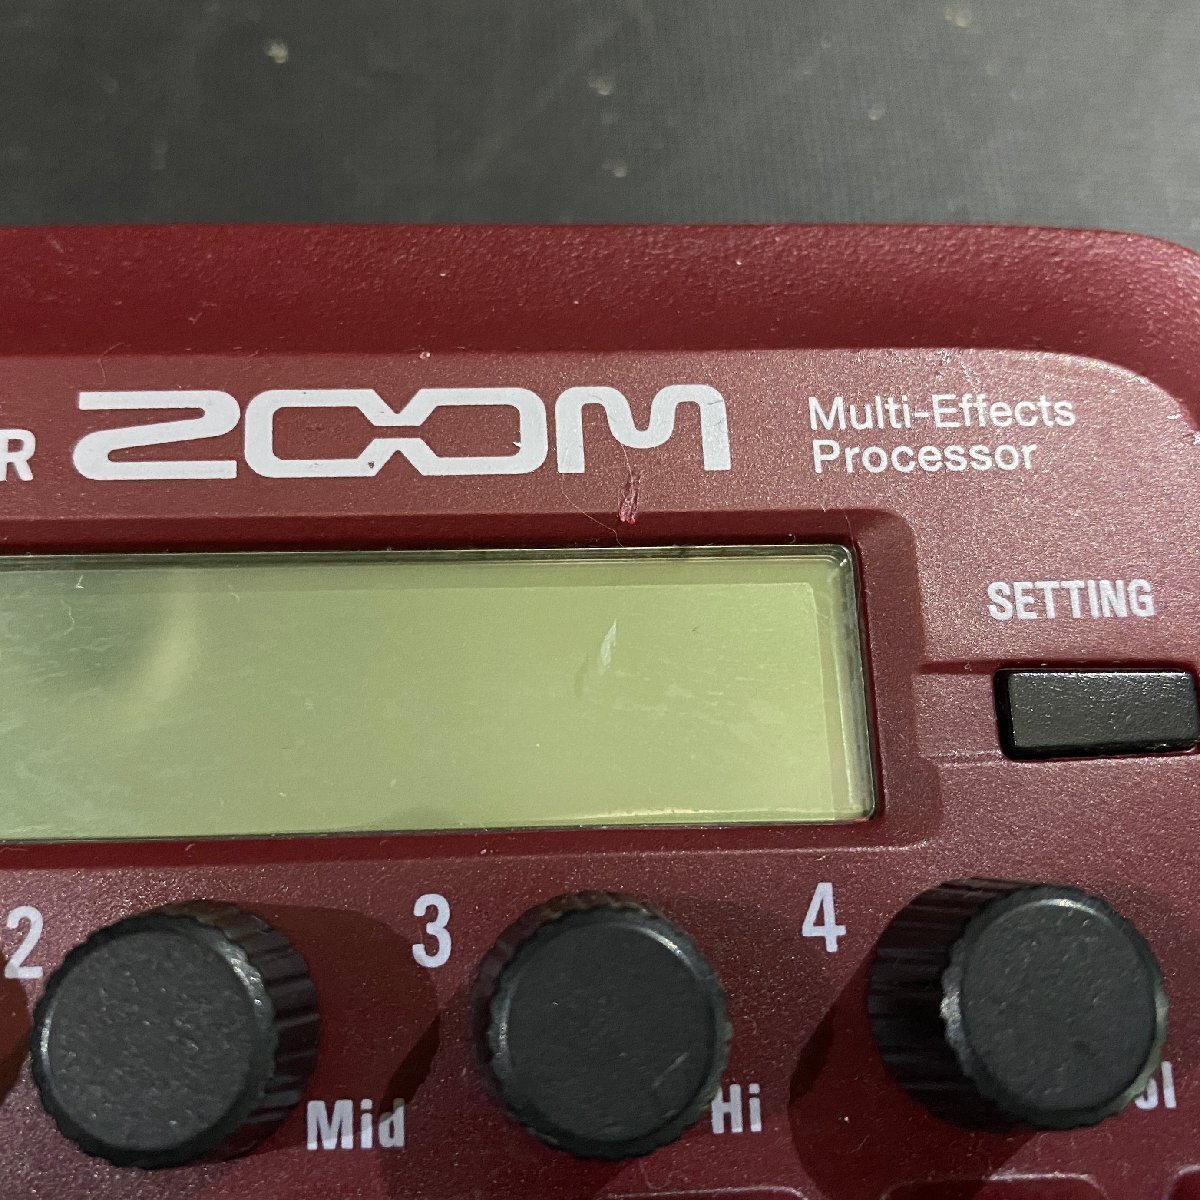 R ZOOM Multi-Effects
Processor
SETTING
2 3 4
Mid Hi